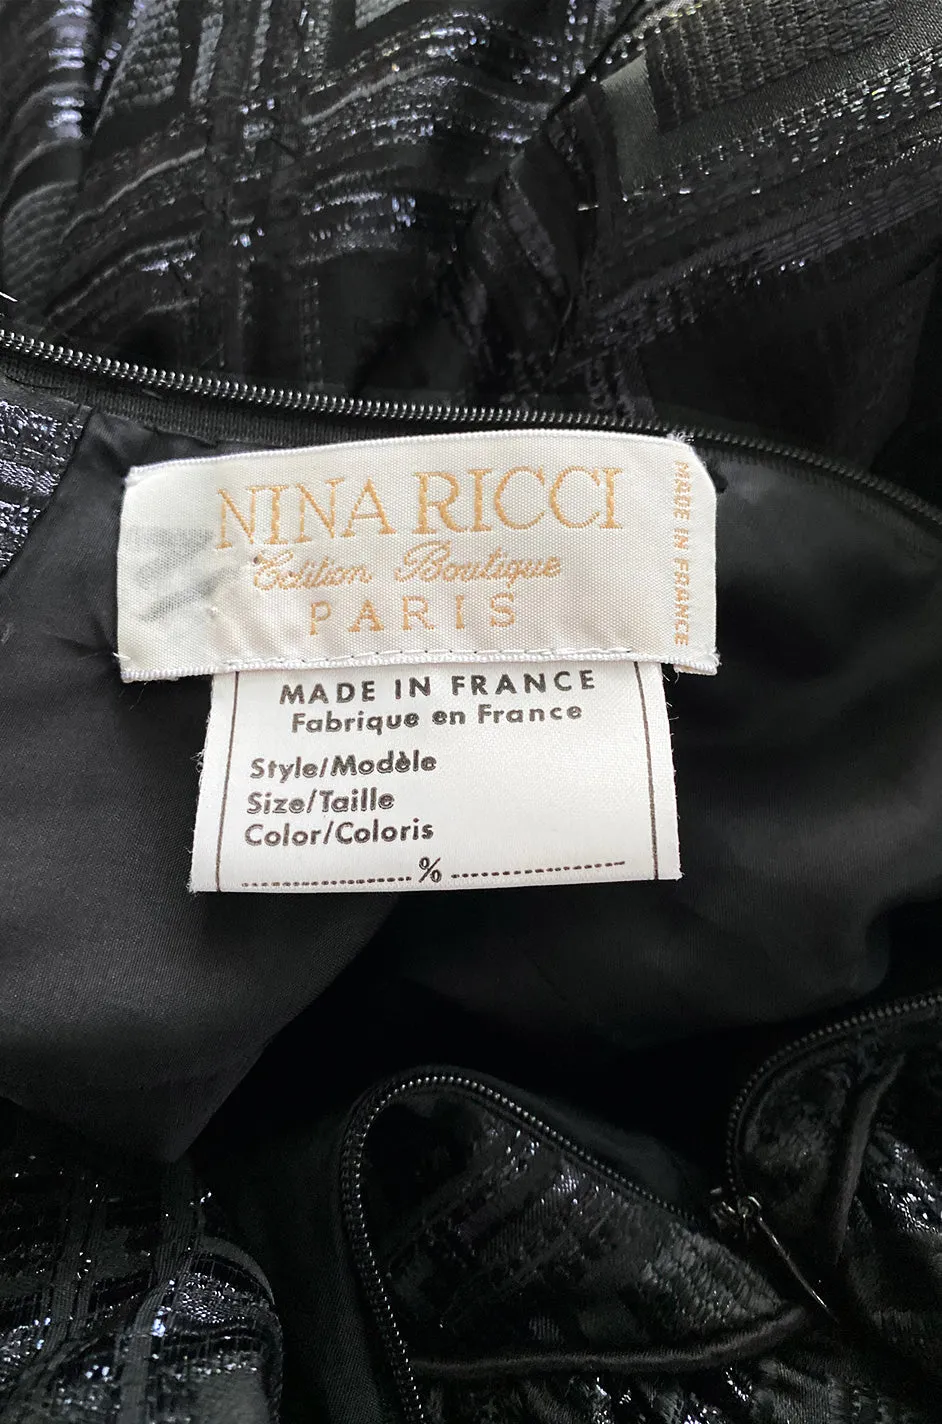 NINA RICCI
Edition Boutique
PARIS
MADE IN FRANCE
MADE IN FRANCE
Fabrique en France
Style/Modèle
Size/Taille
Color/Coloris
%